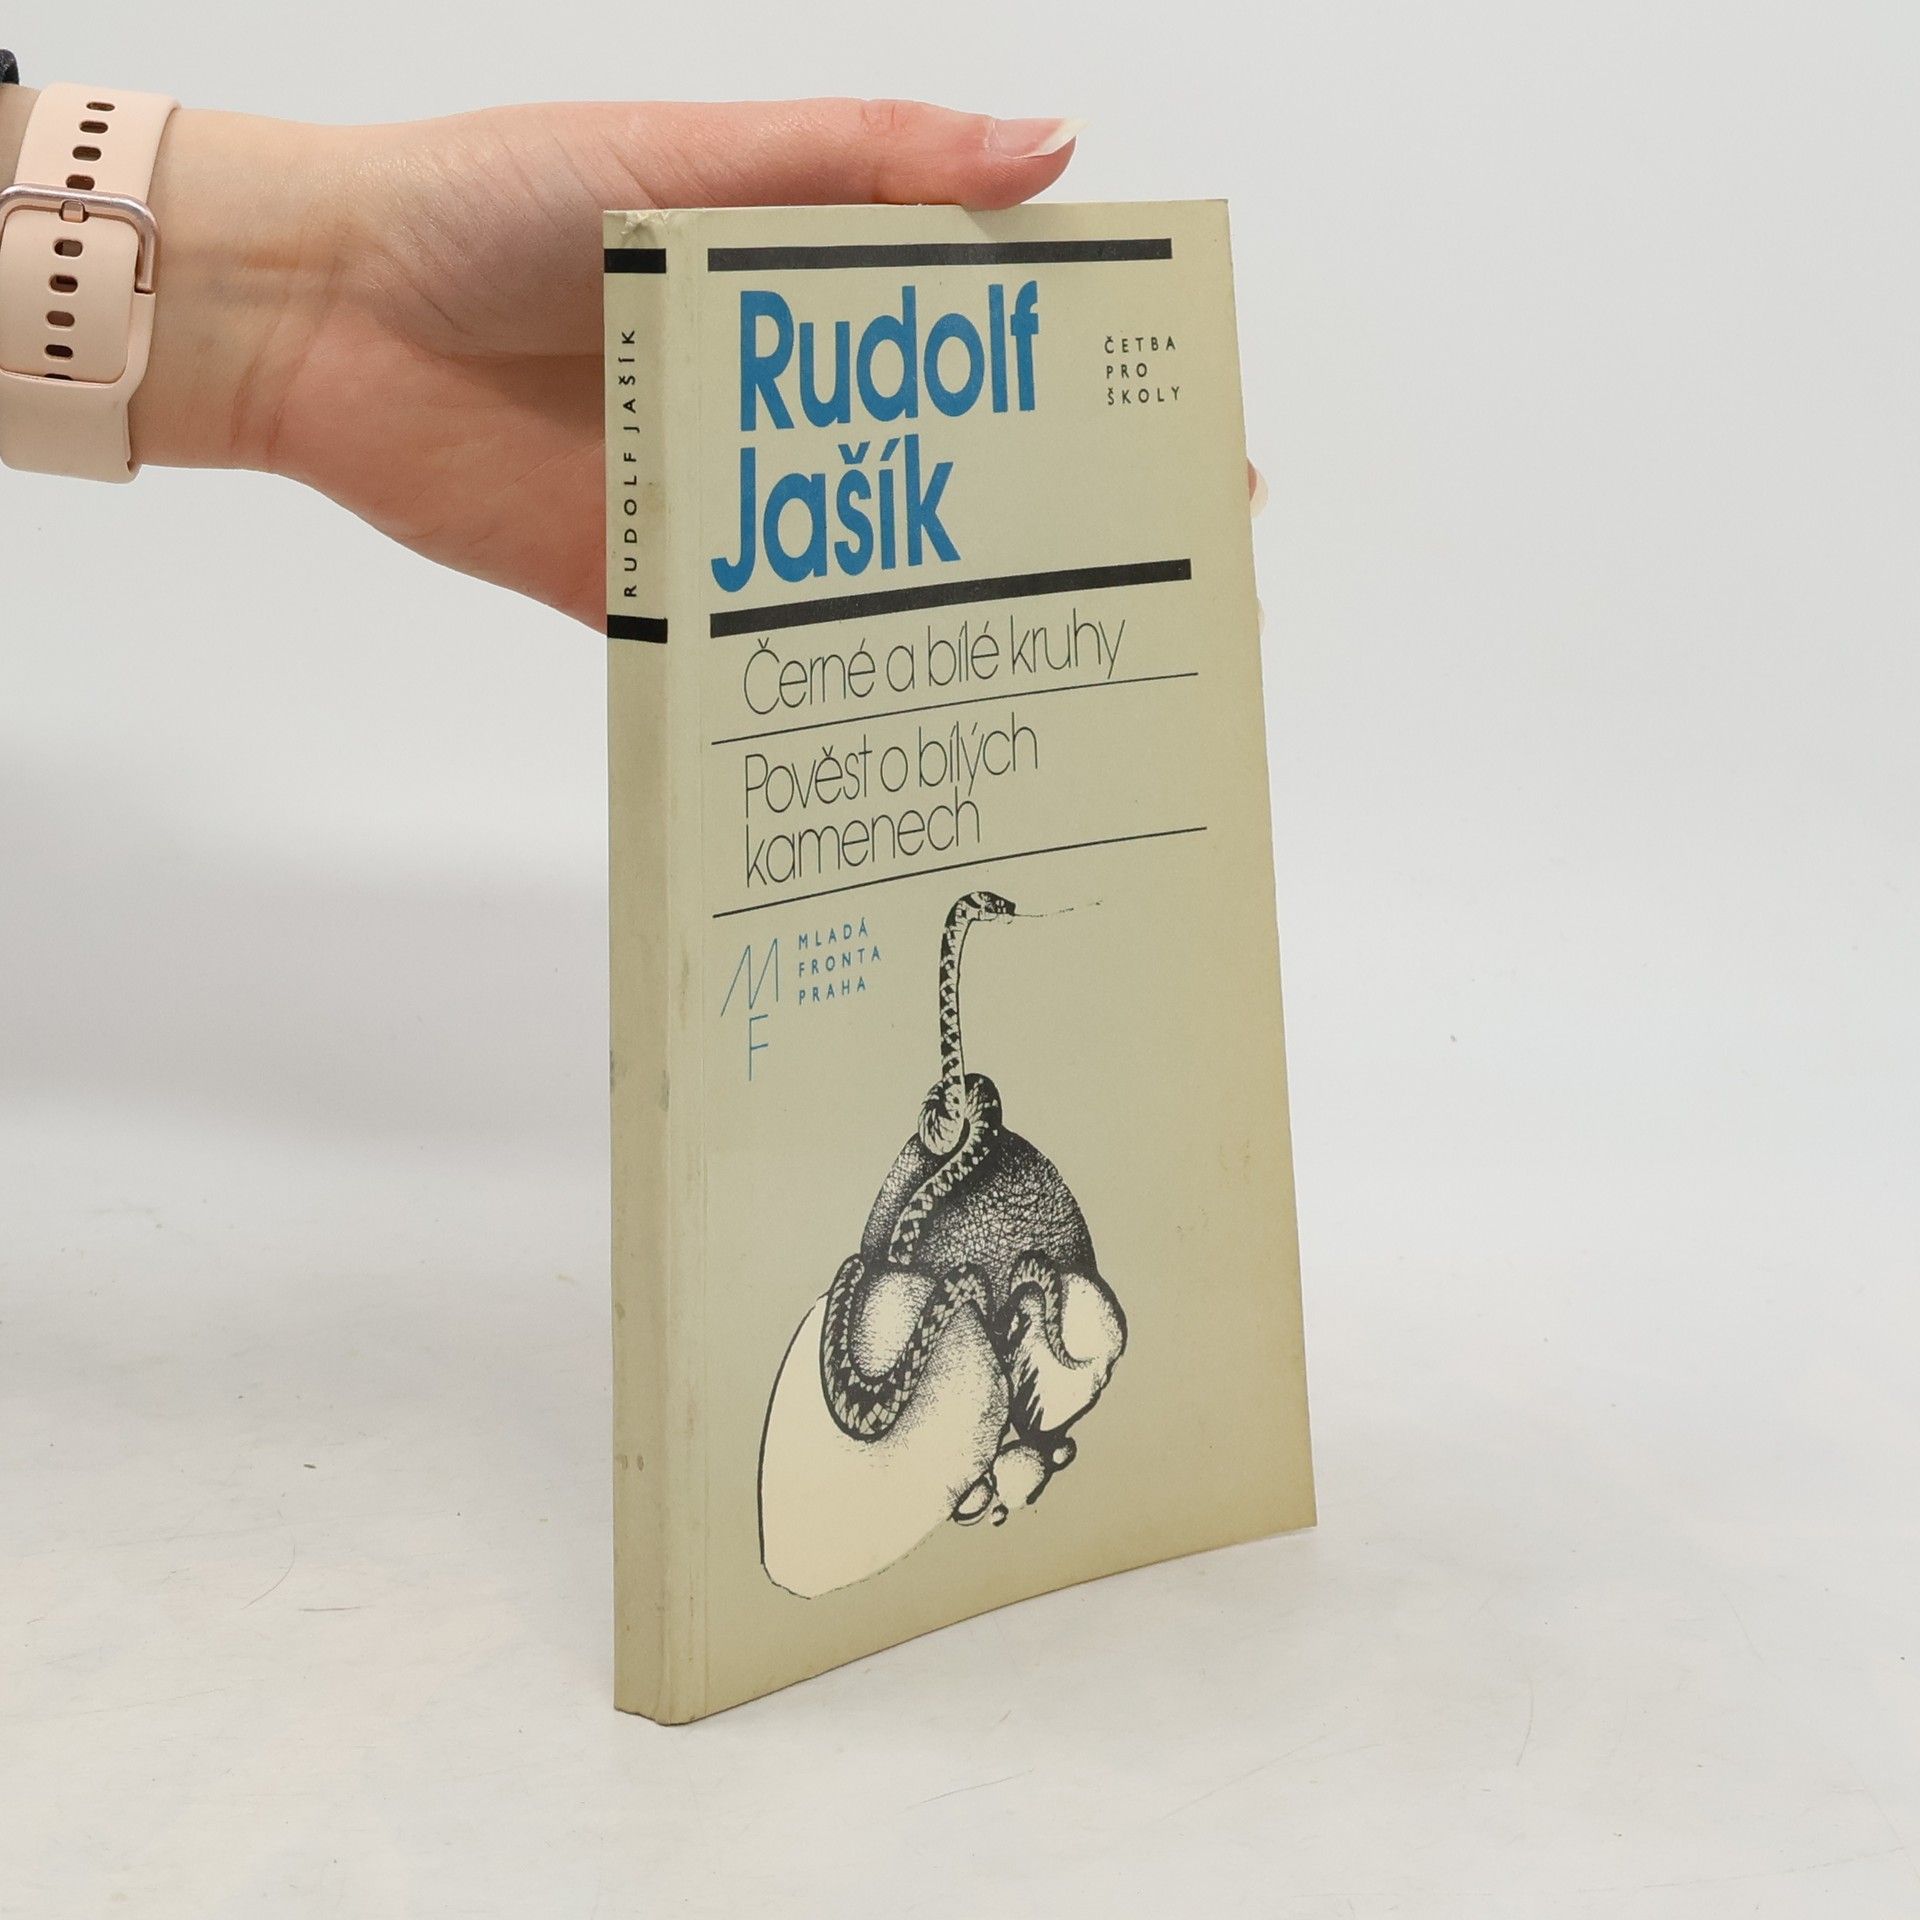 RUDOLF JAŠÍK
Rudolf
Jašík
ČETBA
PRO
ŠKOLY
Černé a bílé kruhy
Pověst o bílých
kamenech
MF
MLADÁ
FRONTA
PRAHA